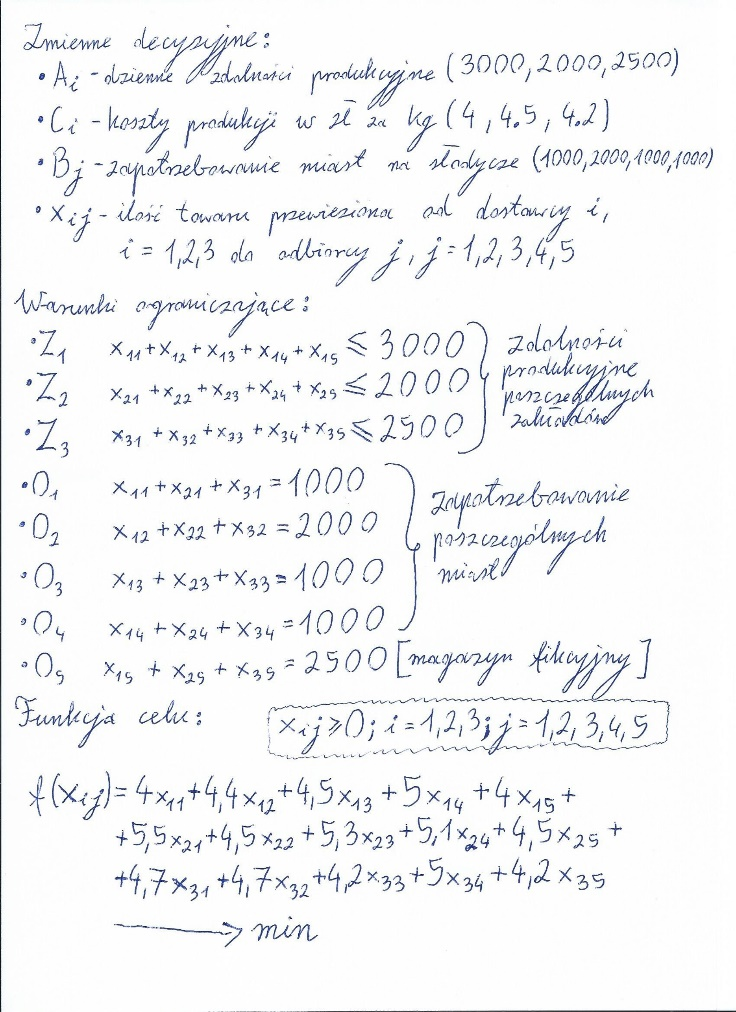 Zmienne decyzyjne:
• Ai - dzienne zdolności produkcyjne (3000, 2000, 2500)
• Ci - koszty produkcji w zł za kg (4, 4.5, 4.2)
• Bj - zapotrzebowanie miast na słodycze (1000, 2000, 1000, 1000)
• xij - ilość towaru przewieziona od dostawcy i,
i = 1,2,3 do odbiorcy j, j = 1,2,3,4,5
Warunki ograniczające:
• Z1 x11 + x12 + x13 + x14 + x15 ≤ 3000 } zdolności
• Z2 x21 + x22 + x23 + x24 + x25 ≤ 2000 produkcyjne
poszczególnych
• Z3 x31 + x32 + x33 + x34 + x35 ≤ 2500 zakładów
• O1 x11 + x21 + x31 = 1000 } zapotrzebowanie
• O2 x12 + x22 + x32 = 2000 poszczególnych
• O3 x13 + x23 + x33 = 1000 miast
• O4 x14 + x24 + x34 = 1000
• O5 x15 + x25 + x35 = 2500 [magazyn fikcyjny]
Funkcja celu: xij ≥ 0; i = 1,2,3; j = 1,2,3,4,5
f(xij) = 4x11 + 4,4x12 + 4,5x13 + 5x14 + 4x15 +
+5,5x21 + 4,5x22 + 5,3x23 + 5,1x24 + 4,5x25 +
+4,7x31 + 4,7x32 + 4,2x33 + 5x34 + 4,2x35
⟶ min